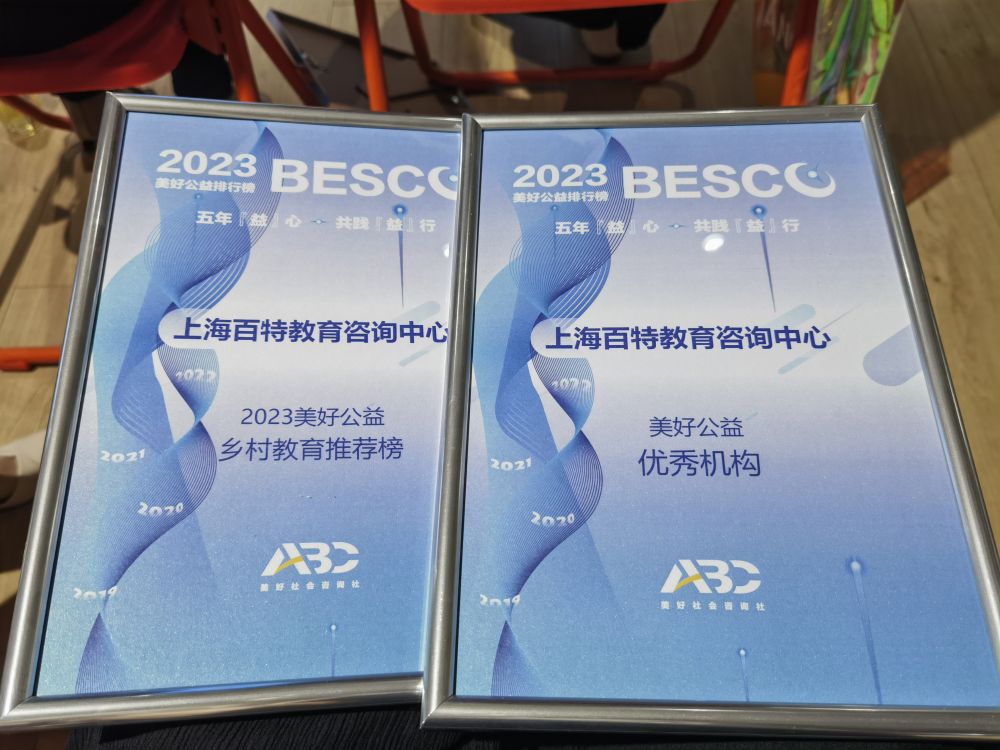 2023 BESCO
美好公益排行榜
五年『益』心 共践『益』行
上海百特教育咨询中心
2022
2023美好公益
乡村教育推荐榜
2021
2020
2019
ABC
美好社会咨询社
2023 BESCO
美好公益排行榜
五年『益』心 共践『益』行
上海百特教育咨询中心
2022
美好公益
优秀机构
2021
2020
2019
ABC
美好社会咨询社